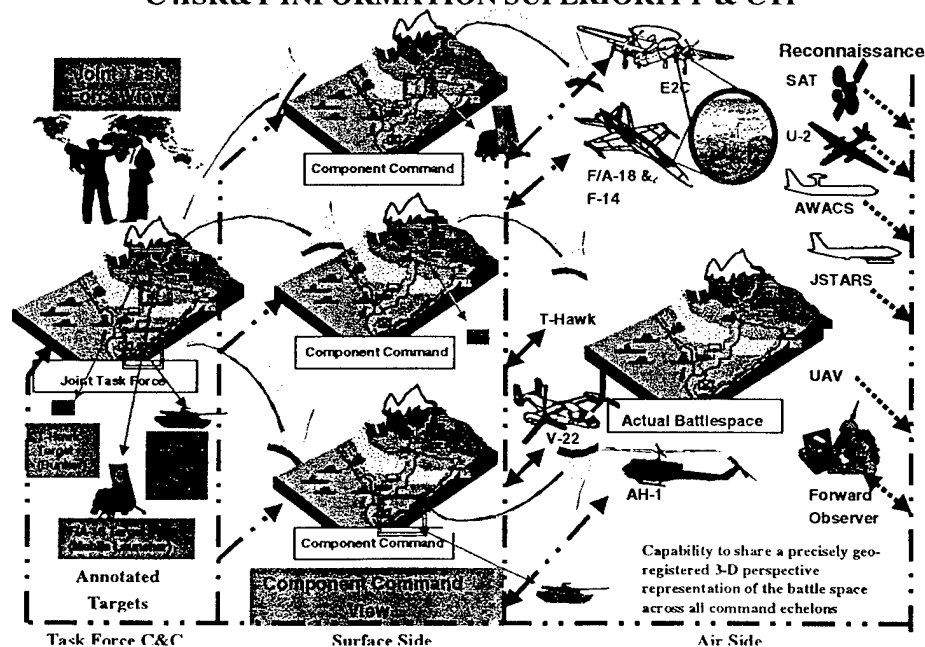 INFORMATION SUPERIORITY &
Joint Task
Force View
Reconnaissance
SAT
E2C
U-2
Component Command
F/A-18 &
F-14
AWACS
JSTARS
T-Hawk
Component Command
Joint Task Force
UAV
Actual Battlespace
V-22
Target
AH-1
Forward
Observer
Component Command
Annotated
Targets
Component Command
View
Capability to share a precisely geo-
registered 3-D perspective
representation of the battle space
across all command echelons
Task Force C&C
Surface Side
Air Side